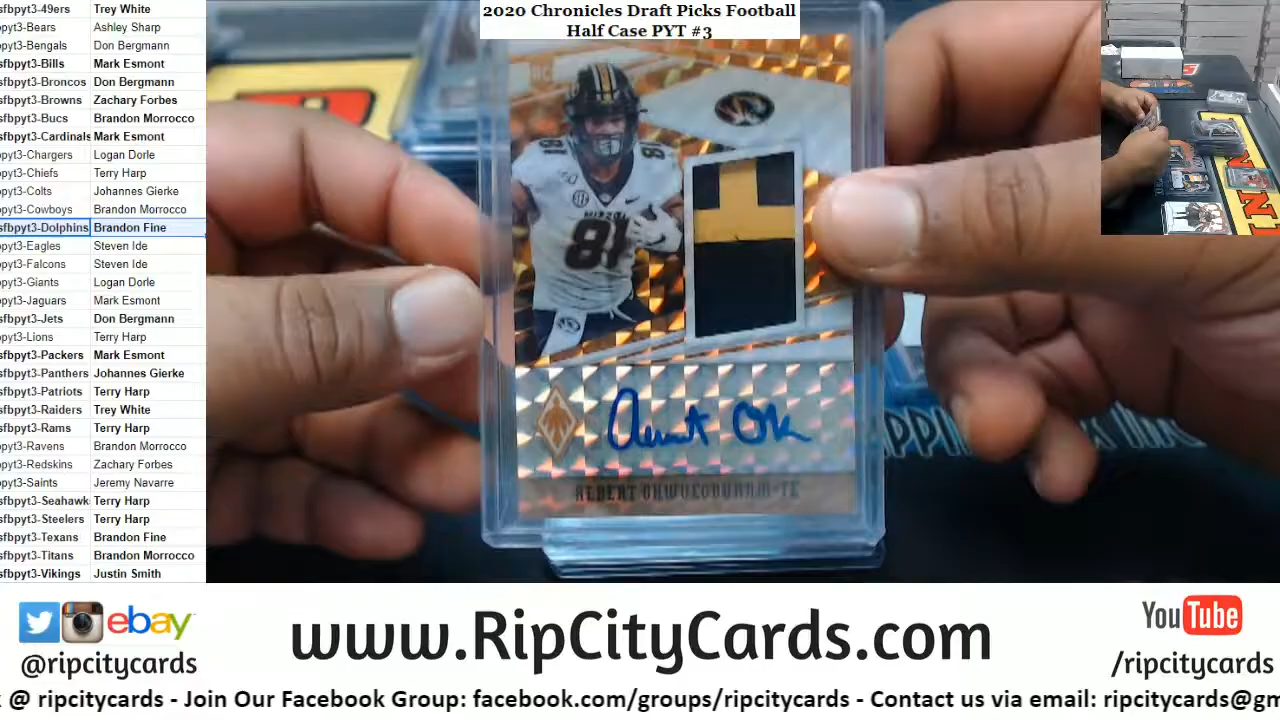 2020 Chronicles Draft Picks Football
Half Case PYT #3
sfbpyt3-49ers Trey White
pyt3-Bears Ashley Sharp
pyt3-Bengals Don Bergmann
sfbpyt3-Bills Mark Esmont
sfbpyt3-Broncos Don Bergmann
sfbpyt3-Browns Zachary Forbes
sfbpyt3-Bucs Brandon Morrocco
sfbpyt3-Cardinals Mark Esmont
pyt3-Chargers Logan Dorle
pyt3-Chiefs Terry Harp
pyt3-Colts Johannes Gierke
pyt3-Cowboys Brandon Morrocco
sfbpyt3-Dolphins Brandon Fine
pyt3-Eagles Steven Ide
pyt3-Falcons Steven Ide
pyt3-Giants Logan Dorle
pyt3-Jaguars Mark Esmont
sfbpyt3-Jets Don Bergmann
pyt3-Lions Terry Harp
sfbpyt3-Packers Mark Esmont
sfbpyt3-Panthers Johannes Gierke
sfbpyt3-Patriots Terry Harp
sfbpyt3-Raiders Trey White
sfbpyt3-Rams Terry Harp
pyt3-Ravens Brandon Morrocco
pyt3-Redskins Zachary Forbes
pyt3-Saints Jeremy Navarre
sfbpyt3-Seahawk Terry Harp
sfbpyt3-Steelers Terry Harp
sfbpyt3-Texans Brandon Fine
sfbpyt3-Titans Brandon Morrocco
sfbpyt3-Vikings Justin Smith
81
81
MIZZOU
81
ALBERT OKWUEGBUNAM-TE
ebay
@ripcitycards
www.RipCityCards.com
YouTube
/ripcitycards
@ ripcitycards - Join Our Facebook Group: facebook.com/groups/ripcitycards - Contact us via email: ripcitycards@gm